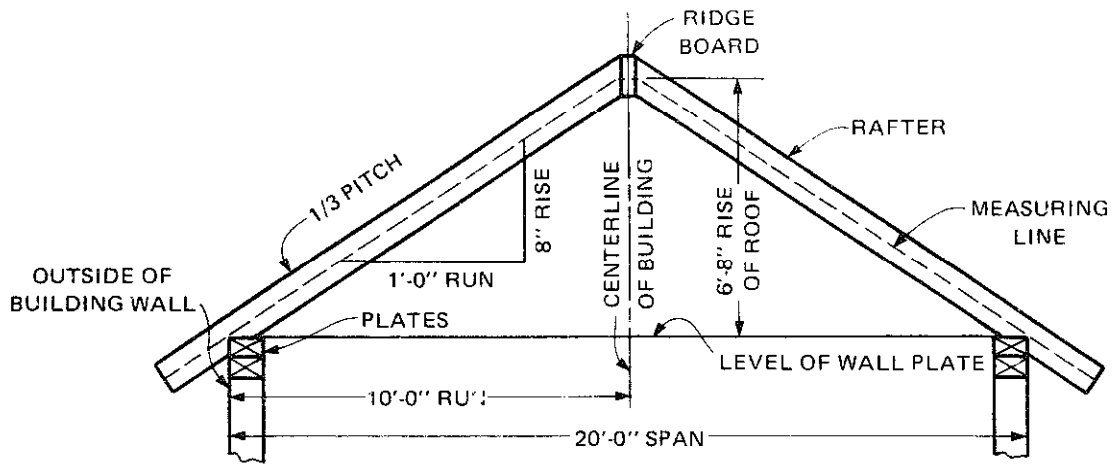 RIDGE
BOARD
RAFTER
1/3 PITCH
8" RISE
1'-0" RUN
CENTERLINE
OF BUILDING
6'-8" RISE
OF ROOF
MEASURING
LINE
OUTSIDE OF
BUILDING WALL
PLATES
LEVEL OF WALL PLATE
10'-0" RUN
20'-0" SPAN